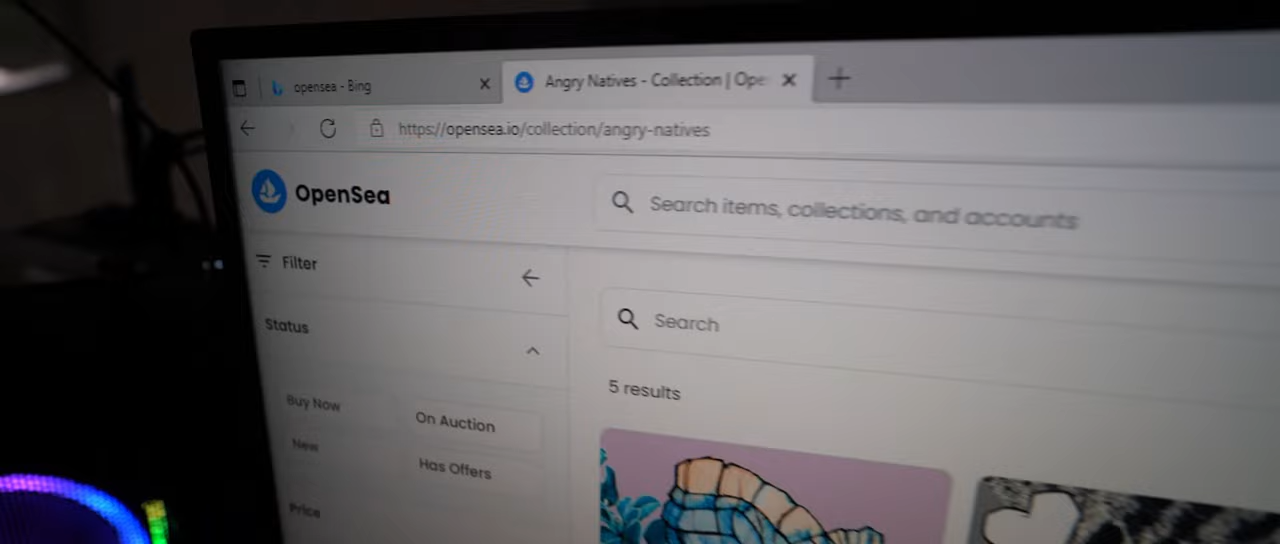 opensea - Bing
Angry Natives - Collection | Ope
https://opensea.io/collection/angry-natives
OpenSea
Search items, collections, and accounts
Filter
Search
Status
5 results
Buy Now
On Auction
New
Has Offers
Price